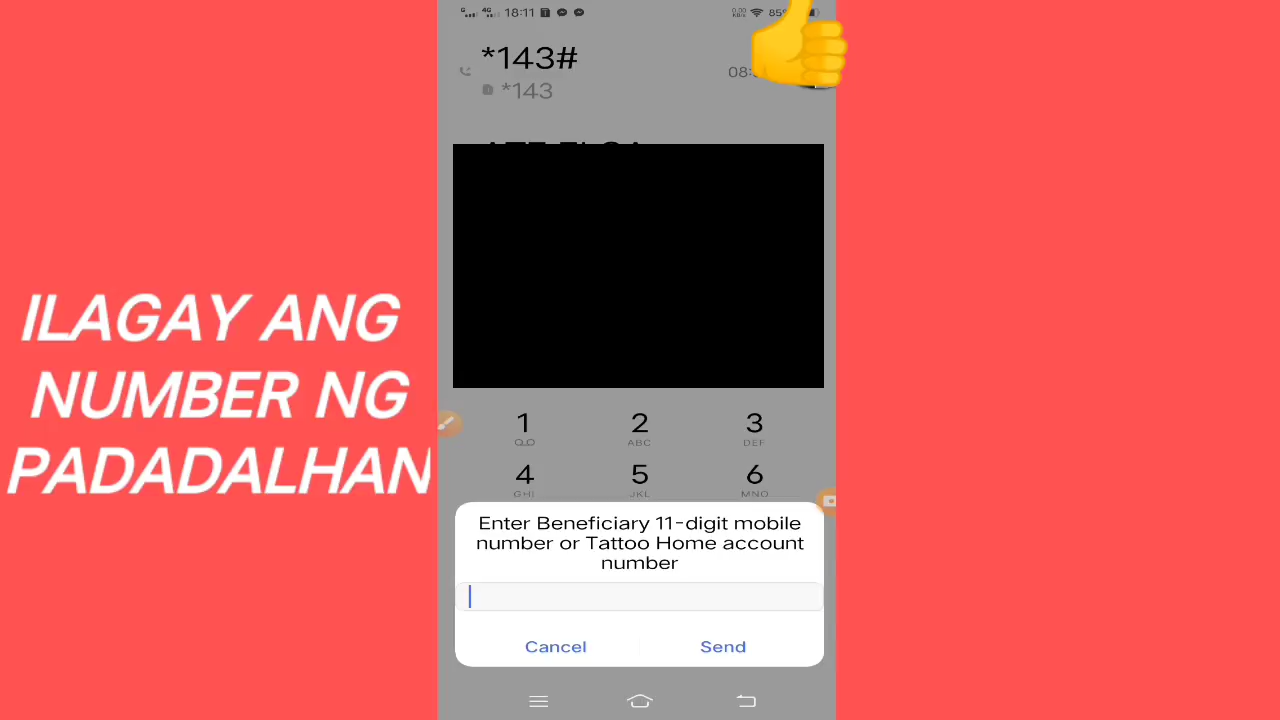 18:11
85%
*143#
08:
*143
ILAGAY ANG
NUMBER NG
PADADALHAN
1
2
ABC
3
DEF
4
GHI
5
JKL
6
MNO
Enter Beneficiary 11-digit mobile
number or Tattoo Home account
number
Cancel
Send